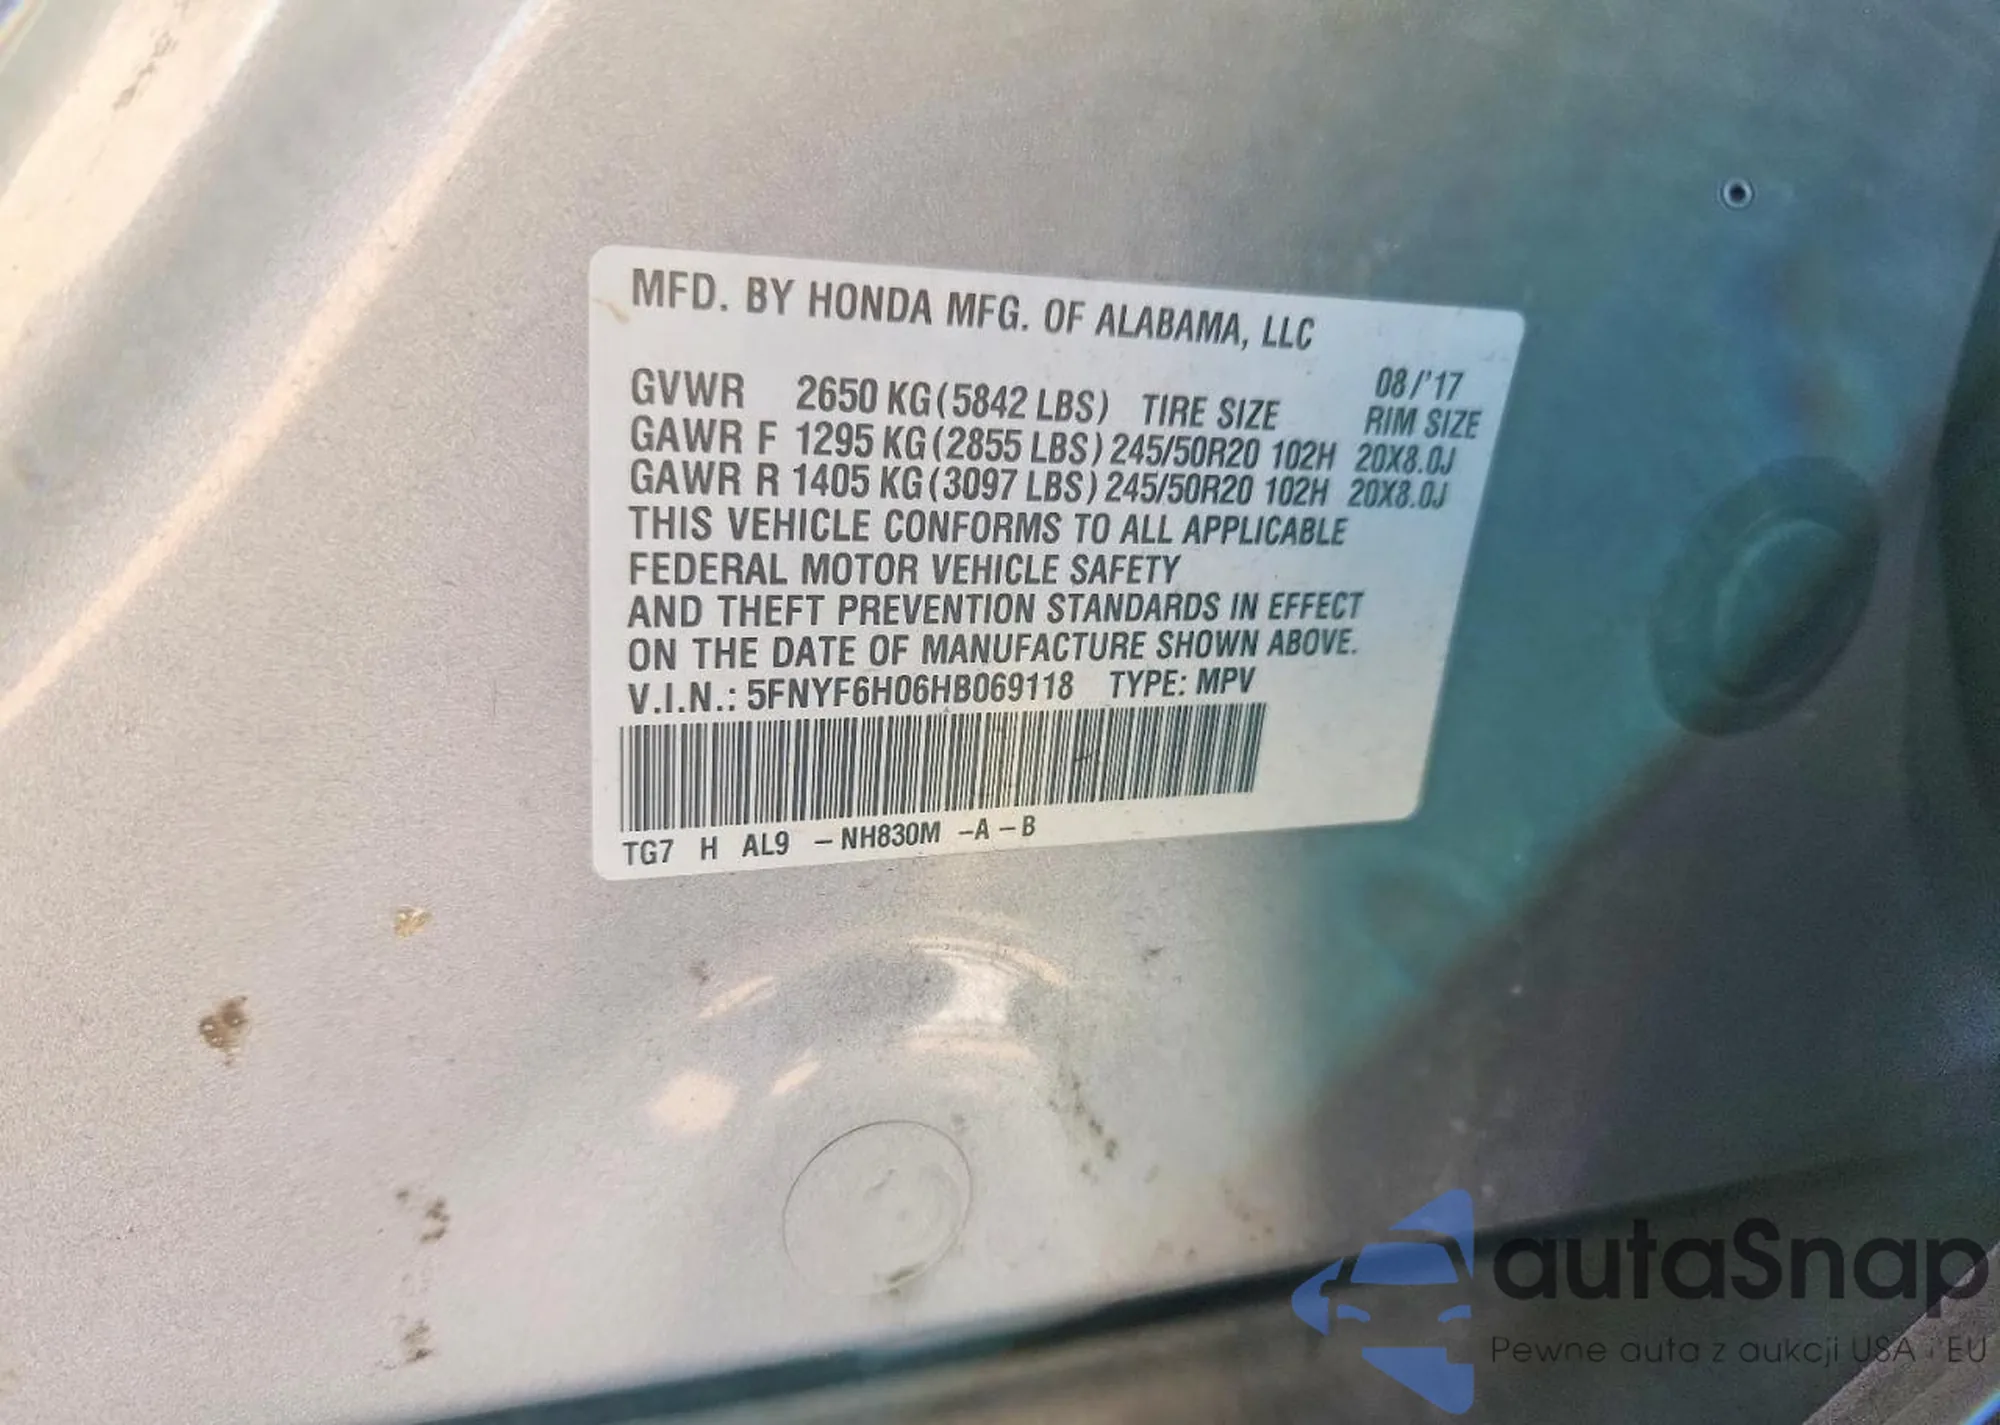 MFD. BY HONDA MFG. OF ALABAMA, LLC
08/'17
GVWR 2650 KG (5842 LBS) TIRE SIZE RIM SIZE
GAWR F 1295 KG (2855 LBS) 245/50R20 102H 20X8.0J
GAWR R 1405 KG (3097 LBS) 245/50R20 102H 20X8.0J
THIS VEHICLE CONFORMS TO ALL APPLICABLE
FEDERAL MOTOR VEHICLE SAFETY
AND THEFT PREVENTION STANDARDS IN EFFECT
ON THE DATE OF MANUFACTURE SHOWN ABOVE.
V.I.N.: 5FNYF6H06HB069118 TYPE: MPV
TG7 H AL9 –NH830M –A–B
autaSnap
Pewne auta z aukcji USA i EU